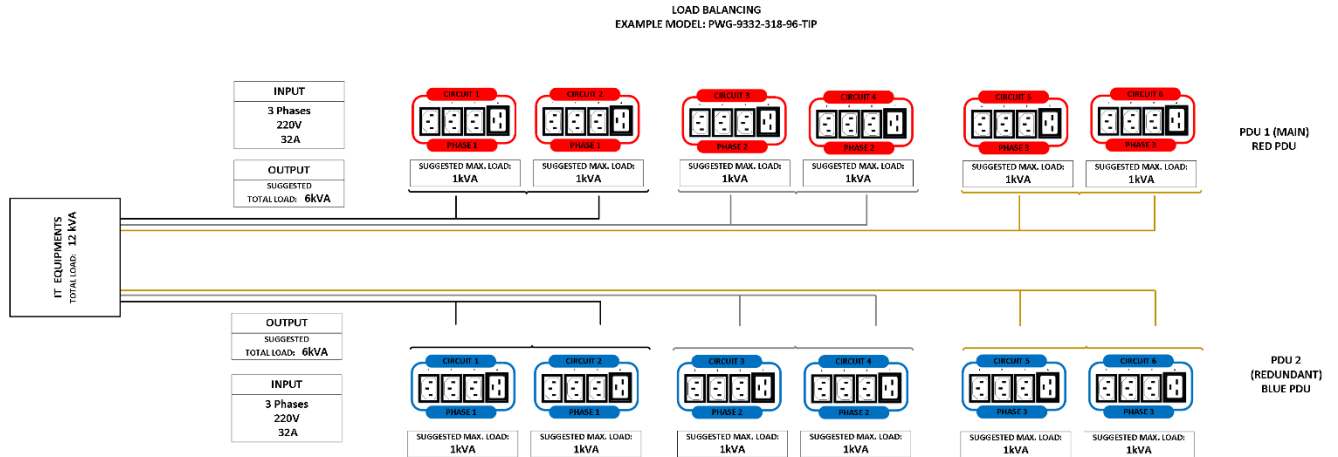 LOAD BALANCING
EXAMPLE MODEL: PWG-9332-318-96-TIP
INPUT
3 Phases
220V
32A
OUTPUT
SUGGESTED
TOTAL LOAD: 6kVA
CIRCUIT 1
PHASE 1
SUGGESTED MAX. LOAD:
1kVA
CIRCUIT 2
PHASE 1
SUGGESTED MAX. LOAD:
1kVA
CIRCUIT 3
PHASE 2
SUGGESTED MAX. LOAD:
1kVA
CIRCUIT 4
PHASE 2
SUGGESTED MAX. LOAD:
1kVA
CIRCUIT 5
PHASE 3
SUGGESTED MAX. LOAD:
1kVA
CIRCUIT 6
PHASE 3
SUGGESTED MAX. LOAD:
1kVA
PDU 1 (MAIN)
RED PDU
IT EQUIPMENTS
TOTAL LOAD: 12 kVA
OUTPUT
SUGGESTED
TOTAL LOAD: 6kVA
INPUT
3 Phases
220V
32A
CIRCUIT 1
PHASE 1
SUGGESTED MAX. LOAD:
1kVA
CIRCUIT 2
PHASE 1
SUGGESTED MAX. LOAD:
1kVA
CIRCUIT 3
PHASE 2
SUGGESTED MAX. LOAD:
1kVA
CIRCUIT 4
PHASE 2
SUGGESTED MAX. LOAD:
1kVA
CIRCUIT 5
PHASE 3
SUGGESTED MAX. LOAD:
1kVA
CIRCUIT 6
PHASE 3
SUGGESTED MAX. LOAD:
1kVA
PDU 2
(REDUNDANT)
BLUE PDU